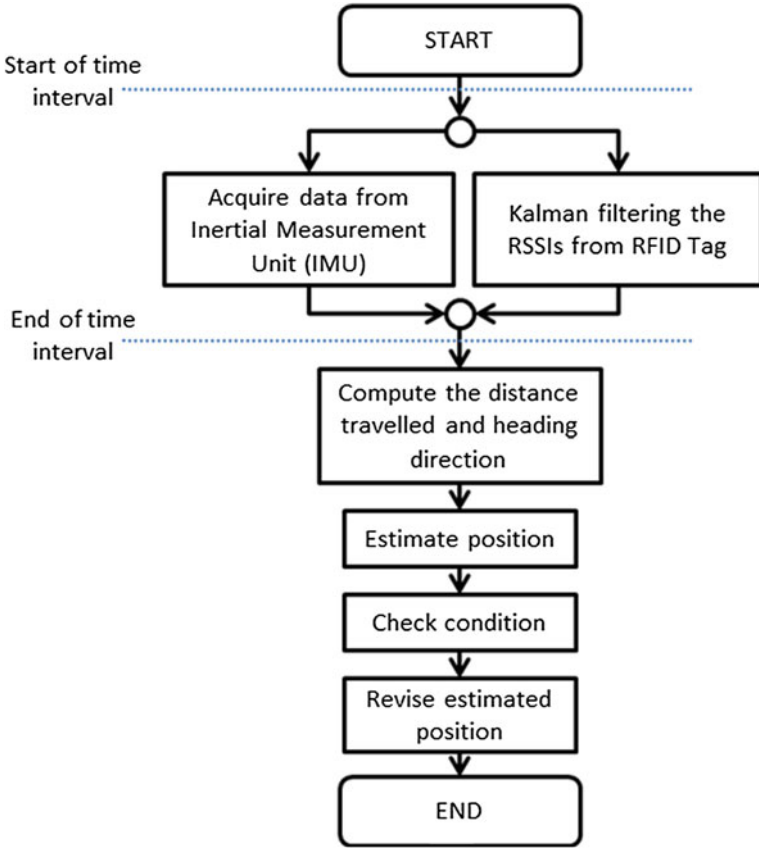 START
Start of time
interval
Acquire data from
Inertial Measurement
Unit (IMU)
Kalman filtering the
RSSIs from RFID Tag
End of time
interval
Compute the distance
travelled and heading
direction
Estimate position
Check condition
Revise estimated
position
END